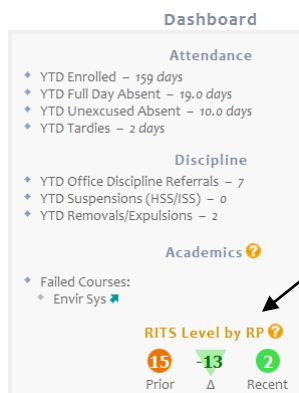 Dashboard
Attendance
YTD Enrolled – 159 days
YTD Full Day Absent – 19.0 days
YTD Unexcused Absent – 10.0 days
YTD Tardies – 2 days
Discipline
YTD Office Discipline Referrals – 7
YTD Suspensions (HSS/ISS) – 0
YTD Removals/Expulsions – 2
Academics ?
Failed Courses:
Envir Sys
RITS Level by RP ?
15 -13 2
Prior Δ Recent